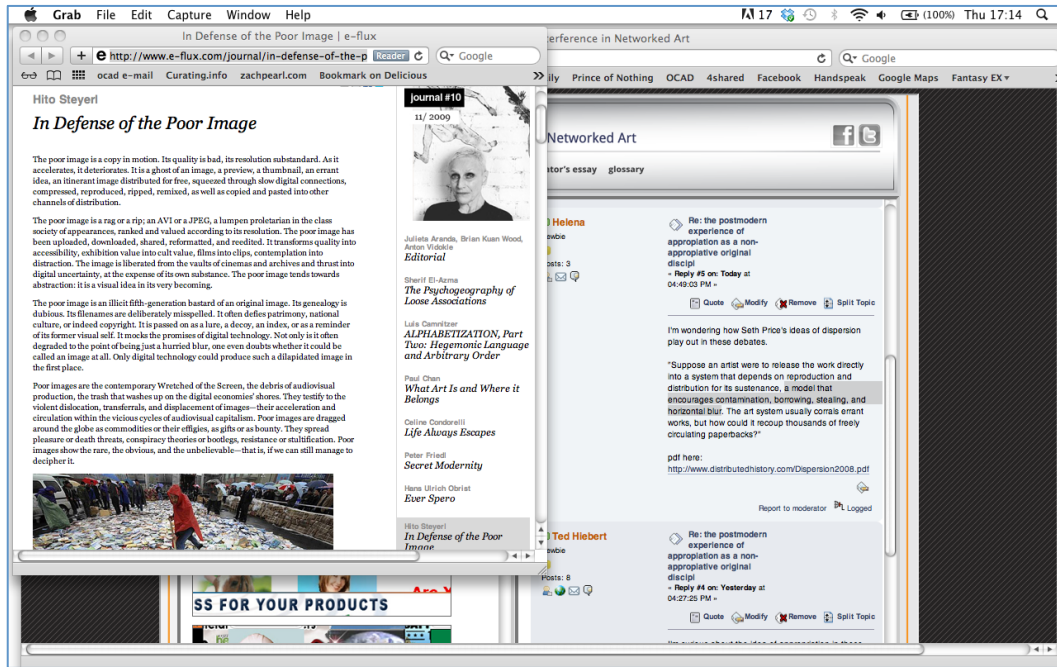 Grab File Edit Capture Window Help
17 (100%) Thu 17:14
In Defense of the Poor Image | e-flux
http://www.e-flux.com/journal/in-defense-of-the-p Reader
Google
ocad e-mail Curating.info zachpearl.com Bookmark on Delicious »
Hito Steyerl
In Defense of the Poor Image
The poor image is a copy in motion. Its quality is bad, its resolution substandard. As it
accelerates, it deteriorates. It is a ghost of an image, a preview, a thumbnail, an errant
idea, an itinerant image distributed for free, squeezed through slow digital connections,
compressed, reproduced, ripped, remixed, as well as copied and pasted into other
channels of distribution.
The poor image is a rag or a rip; an AVI or a JPEG, a lumpen proletarian in the class
society of appearances, ranked and valued according to its resolution. The poor image has
been uploaded, downloaded, shared, reformatted, and reedited. It transforms quality into
accessibility, exhibition value into cult value, films into clips, contemplation into
distraction. The image is liberated from the vaults of cinemas and archives and thrust into
digital uncertainty, at the expense of its own substance. The poor image tends towards
abstraction: it is a visual idea in its very becoming.
The poor image is an illicit fifth-generation bastard of an original image. Its genealogy is
dubious. Its filenames are deliberately misspelled. It often defies patrimony, national
culture, or indeed copyright. It is passed on as a lure, a decoy, an index, or as a reminder
of its former visual self. It mocks the promises of digital technology. Not only is it often
degraded to the point of being just a hurried blur, one even doubts whether it could be
called an image at all. Only digital technology could produce such a dilapidated image in
the first place.
Poor images are the contemporary Wretched of the Screen, the debris of audiovisual
production, the trash that washes up on the digital economies' shores. They testify to the
violent dislocation, transferrals, and displacement of images—their acceleration and
circulation within the vicious cycles of audiovisual capitalism. Poor images are dragged
around the globe as commodities or their effigies, as gifts or as bounty. They spread
pleasure or death threats, conspiracy theories or bootlegs, resistance or stultification. Poor
images show the rare, the obvious, and the unbelievable—that is, if we can still manage to
decipher it.
journal #10
11/ 2009
Julieta Aranda, Brian Kuan Wood,
Anton Vidokle
Editorial
Sherif El-Azma
The Psychogeography of
Loose Associations
Luis Camnitzer
ALPHABETIZATION, Part
Two: Hegemonic Language
and Arbitrary Order
Paul Chan
What Art Is and Where it
Belongs
Celine Condorelli
Life Always Escapes
Peter Friedl
Secret Modernity
Hans Ulrich Obrist
Ever Spero
Hito Steyerl
In Defense of the Poor
Image
SS FOR YOUR PRODUCTS
erference in Networked Art
Google
ily Prince of Nothing OCAD 4shared Facebook Handspeak Google Maps Fantasy EX
Networked Art
ator's essay glossary
Helena
ewbie
osts: 3
Re: the postmodern
experience of
appropiation as a non-
appropiative original
discipl
« Reply #5 on: Today at
04:49:03 PM »
Quote Modify Remove Split Topic
I'm wondering how Seth Price's ideas of dispersion
play out in these debates.
"Suppose an artist were to release the work directly
into a system that depends on reproduction and
distribution for its sustenance, a model that
encourages contamination, borrowing, stealing, and
horizontal blur. The art system usually corrals errant
works, but how could it recoup thousands of freely
circulating paperbacks?"
pdf here:
http://www.distributedhistory.com/Dispersion2008.pdf
Report to moderator Logged
Ted Hiebert
ewbie
Posts: 8
Re: the postmodern
experience of
appropiation as a non-
appropiative original
discipl
« Reply #4 on: Yesterday at
04:27:25 PM »
Quote Modify Remove Split Topic